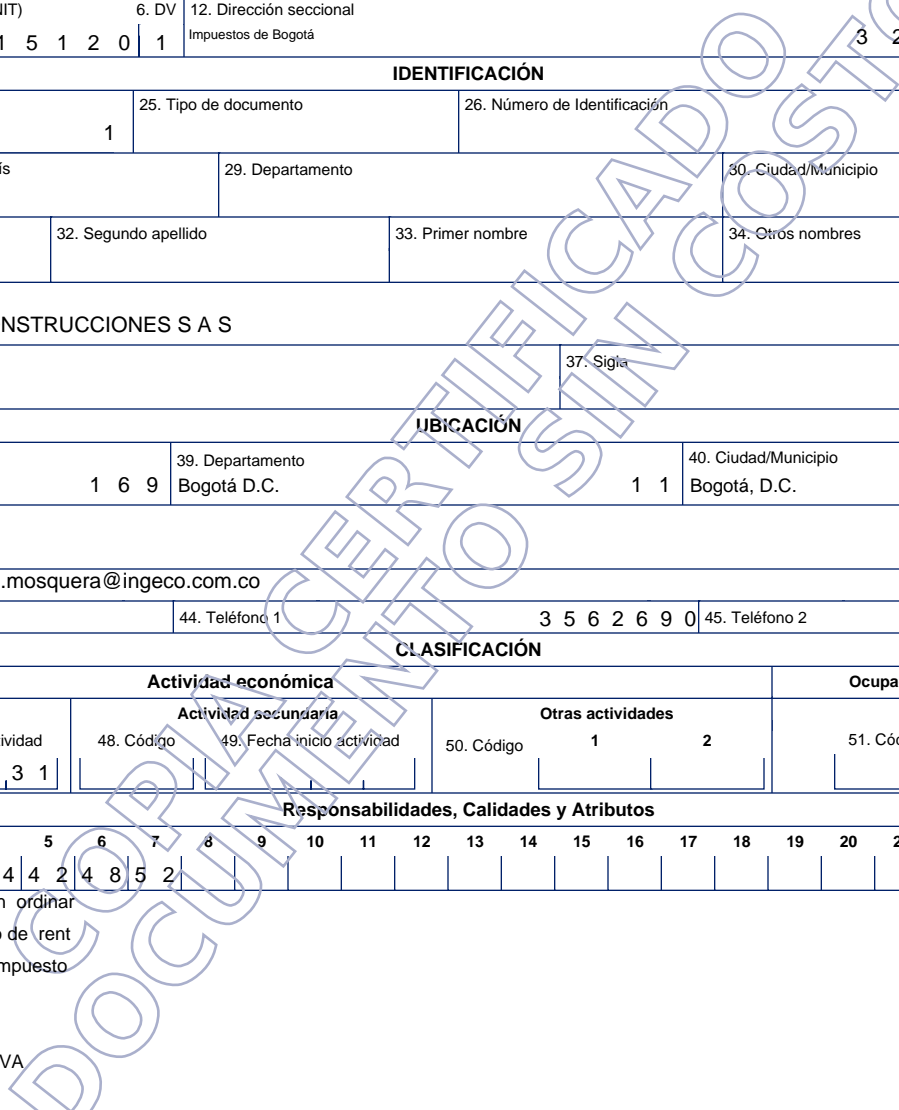 NIT) 6. DV 12. Dirección seccional
1 5 1 2 0 1 Impuestos de Bogotá 3 2
IDENTIFICACIÓN
25. Tipo de documento 26. Número de Identificación
1
ís 29. Departamento 30. Ciudad/Municipio
32. Segundo apellido 33. Primer nombre 34. Otros nombres
NSTRUCCIONES S A S
37. Sigla
UBICACIÓN
39. Departamento 40. Ciudad/Municipio
1 6 9 Bogotá D.C. 1 1 Bogotá, D.C.
.mosquera@ingeco.com.co
44. Teléfono 1 3 5 6 2 6 9 0 45. Teléfono 2
CLASIFICACIÓN
Actividad económica Ocupa
Actividad secundaria Otras actividades
ividad 48. Código 49. Fecha inicio actividad 50. Código 1 2 51. Có
3 1
Responsabilidades, Calidades y Atributos
5 6 7 8 9 10 11 12 13 14 15 16 17 18 19 20 2
4 4 2 4 8 5 2
n ordinar
o de rent
mpuesto
VA
COPIA CERTIFICADO
DOCUMENTO SIN COSTO